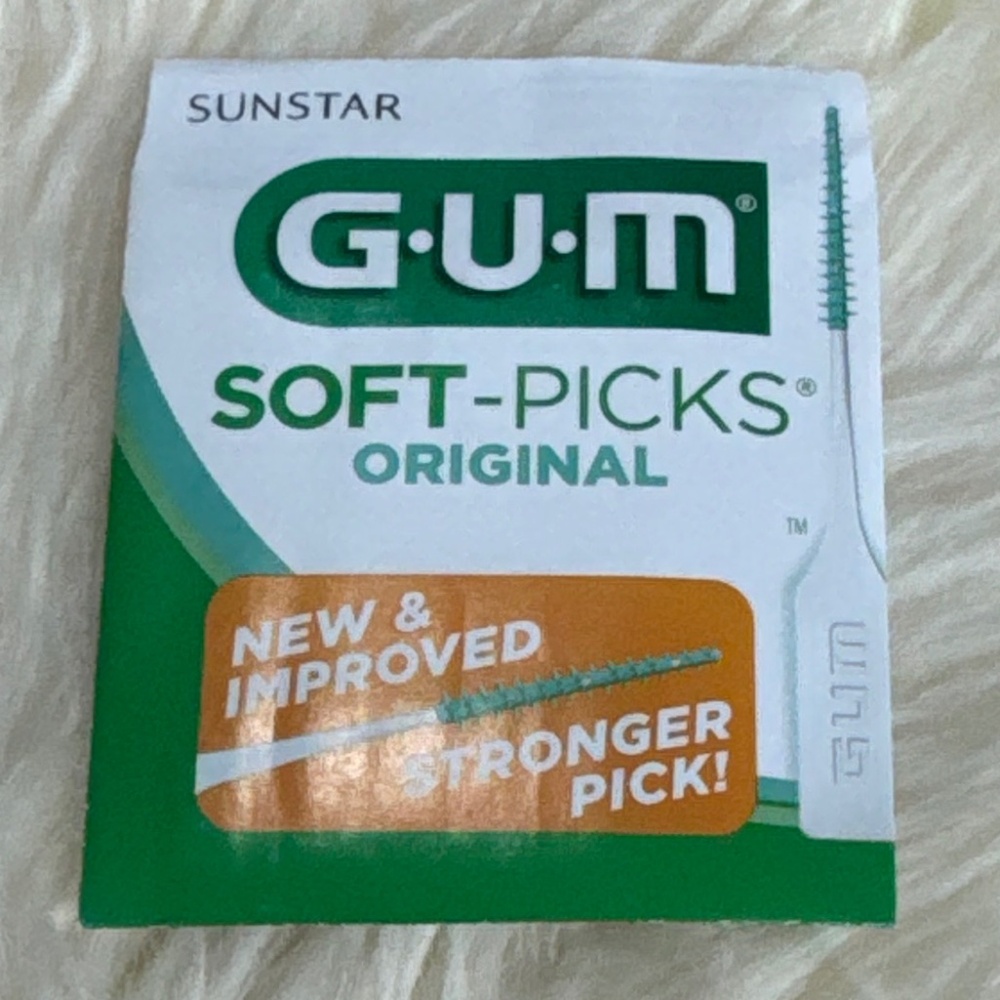 SUNSTAR
G·U·M®
SOFT-PICKS®
ORIGINAL
TM
NEW &
IMPROVED
STRONGER
PICK!
GUM